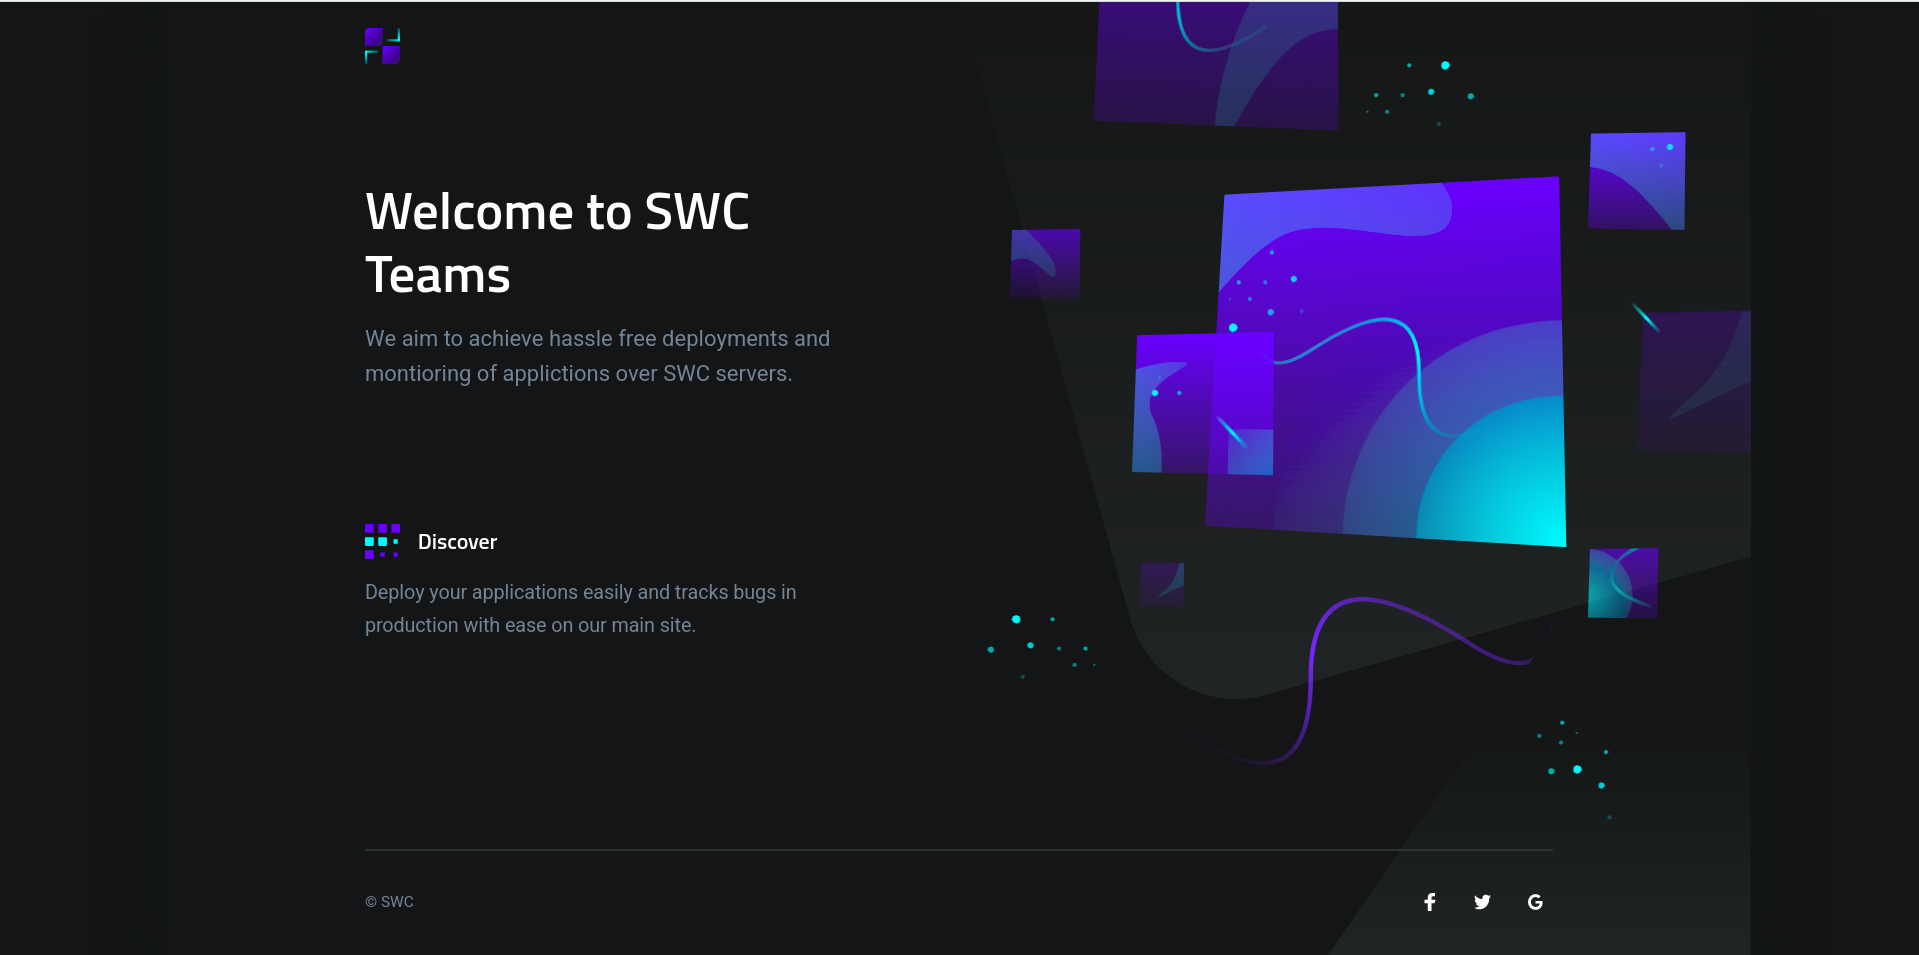 Welcome to SWC
Teams
We aim to achieve hassle free deployments and
montioring of applictions over SWC servers.
Discover
Deploy your applications easily and tracks bugs in
production with ease on our main site.
© SWC